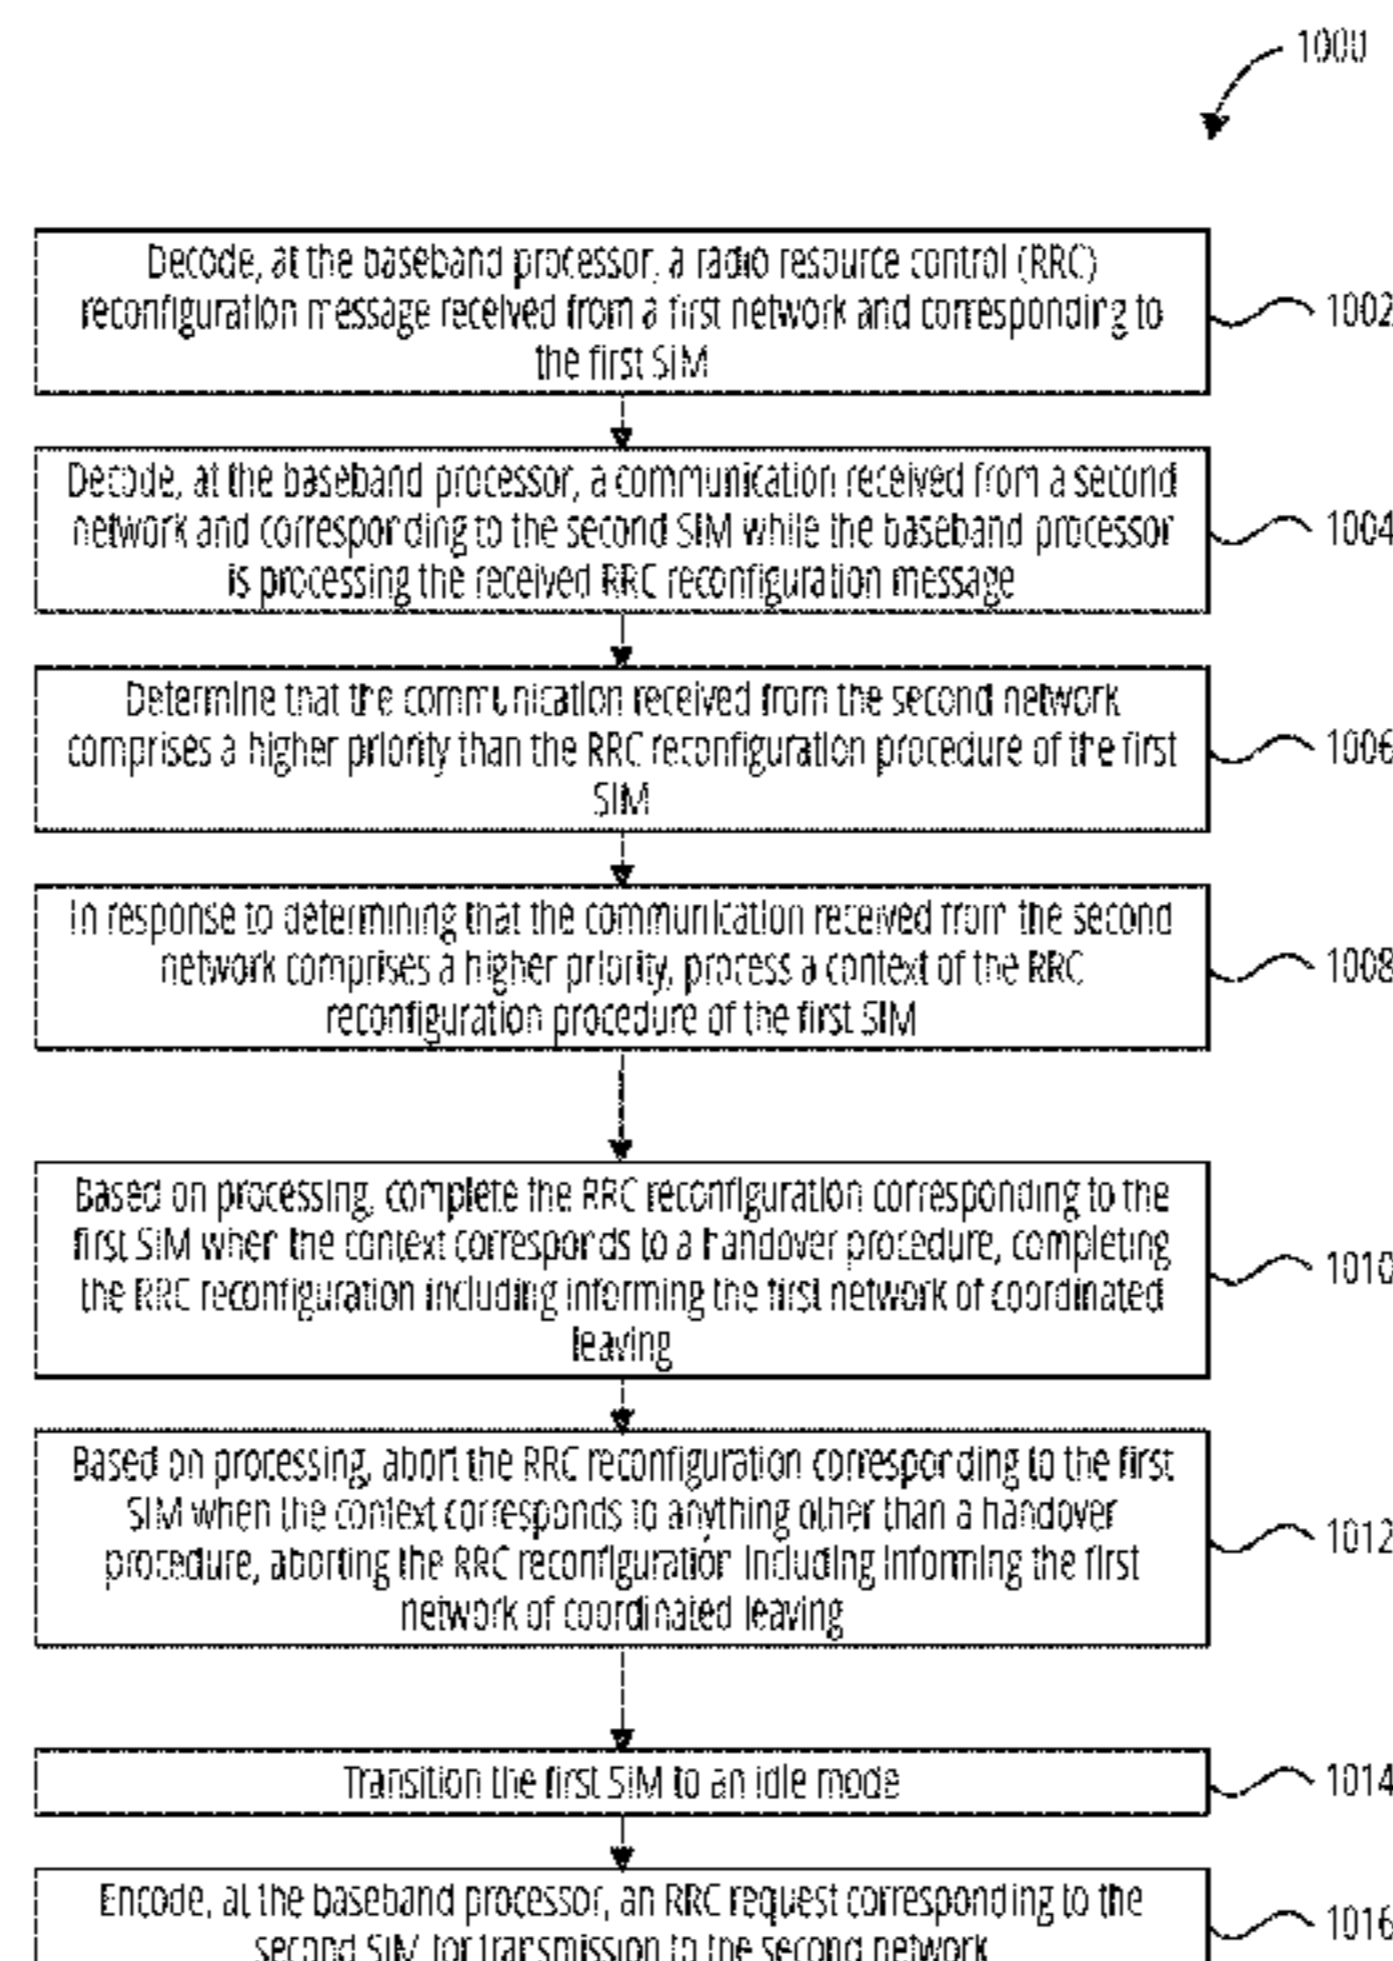 1000
Decode, at the baseband processor, a radio resource control (RRC)
reconfiguration message received from a first network and corresponding to
the first SIM
1002
Decode, at the baseband processor, a communication received from a second
network and corresponding to the second SIM while the baseband processor
is processing the received RRC reconfiguration message
1004
Determine that the communication received from the second network
comprises a higher priority than the RRC reconfiguration procedure of the first
SIM
1006
In response to determining that the communication received from the second
network comprises a higher priority, process a context of the RRC
reconfiguration procedure of the first SIM
1008
Based on processing, complete the RRC reconfiguration corresponding to the
first SIM when the context corresponds to a handover procedure, completing
the RRC reconfiguration including informing the first network of coordinated
leaving
1010
Based on processing, abort the RRC reconfiguration corresponding to the first
SIM when the context corresponds to anything other than a handover
procedure, aborting the RRC reconfiguration including informing the first
network of coordinated leaving
1012
Transition the first SIM to an idle mode
1014
Encode, at the baseband processor, an RRC request corresponding to the
second SIM for transmission to the second network
1016